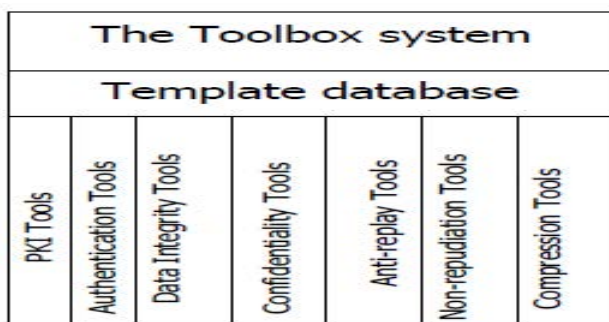 The Toolbox system
Template database
PKI Tools
Authentication Tools
Data Integrity Tools
Confidentiality Tools
Anti-replay Tools
Non-repudiation Tools
Compression Tools